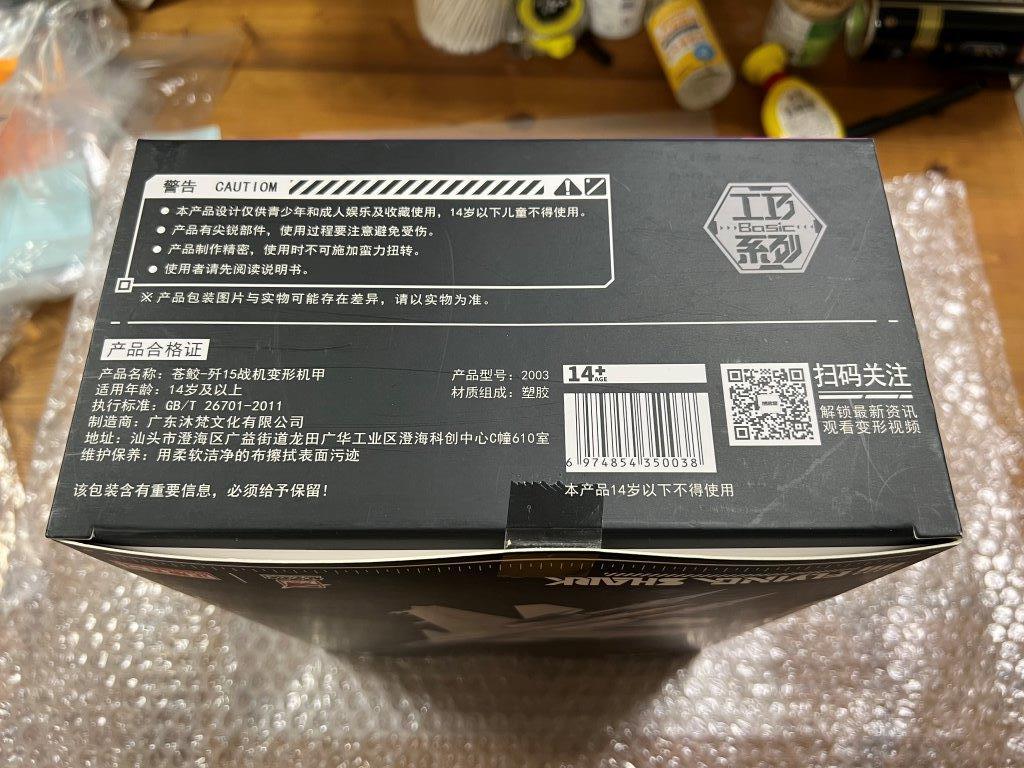 警告 CAUTIOM
● 本产品设计仅供青少年和成人娱乐及收藏使用，14岁以下儿童不得使用。
● 产品有尖锐部件，使用过程要注意避免受伤。
● 产品制作精密，使用时不可施加蛮力扭转。
● 使用者请先阅读说明书。
※ 产品包装图片与实物可能存在差异，请以实物为准。
工巧
Basic
系列
产品合格证
产品名称：苍鲛-歼15战机变形机甲
适用年龄：14岁及以上
执行标准：GB/T 26701-2011
制造商：广东沐梵文化有限公司
地址：汕头市澄海区广益街道龙田广华工业区澄海科创中心C幢610室
维护保养：用柔软洁净的布擦拭表面污迹
该包装含有重要信息，必须给予保留！
产品型号：2003
材质组成：塑胶
14+
AGE
6 974854 350038
本产品14岁以下不得使用
扫码关注
解锁最新资讯
观看变形视频
FLYING SHARK